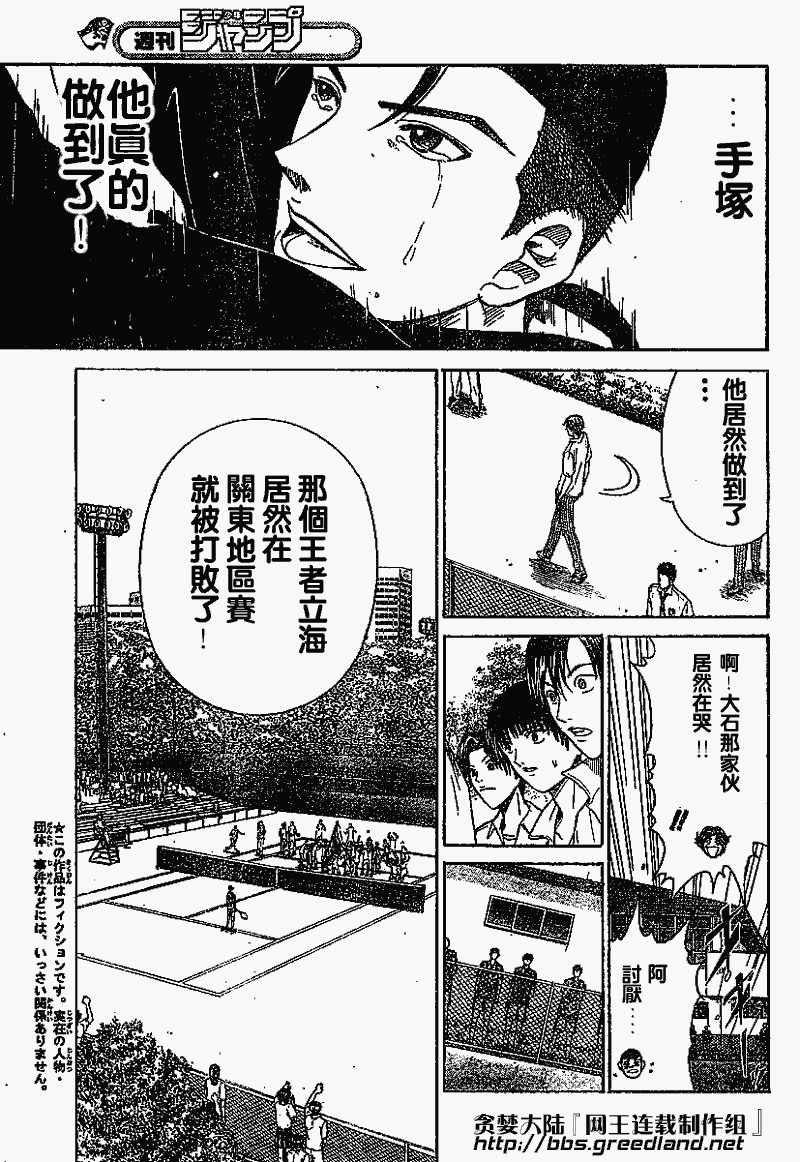 週刊
少年
ジャンプ
…手塚
他真的
做到了！
他居然做到了
…
啊！大石那家伙
居然在哭!!
!!
阿
討厭……
那個王者立海
居然在
關東地區賽
就被打敗了！
★この作品はフィクションです。実在の人物・
団体・事件などには、いっさい関係ありません。
贪婪大陆『网王连载制作组』
http://bbs.greedland.net